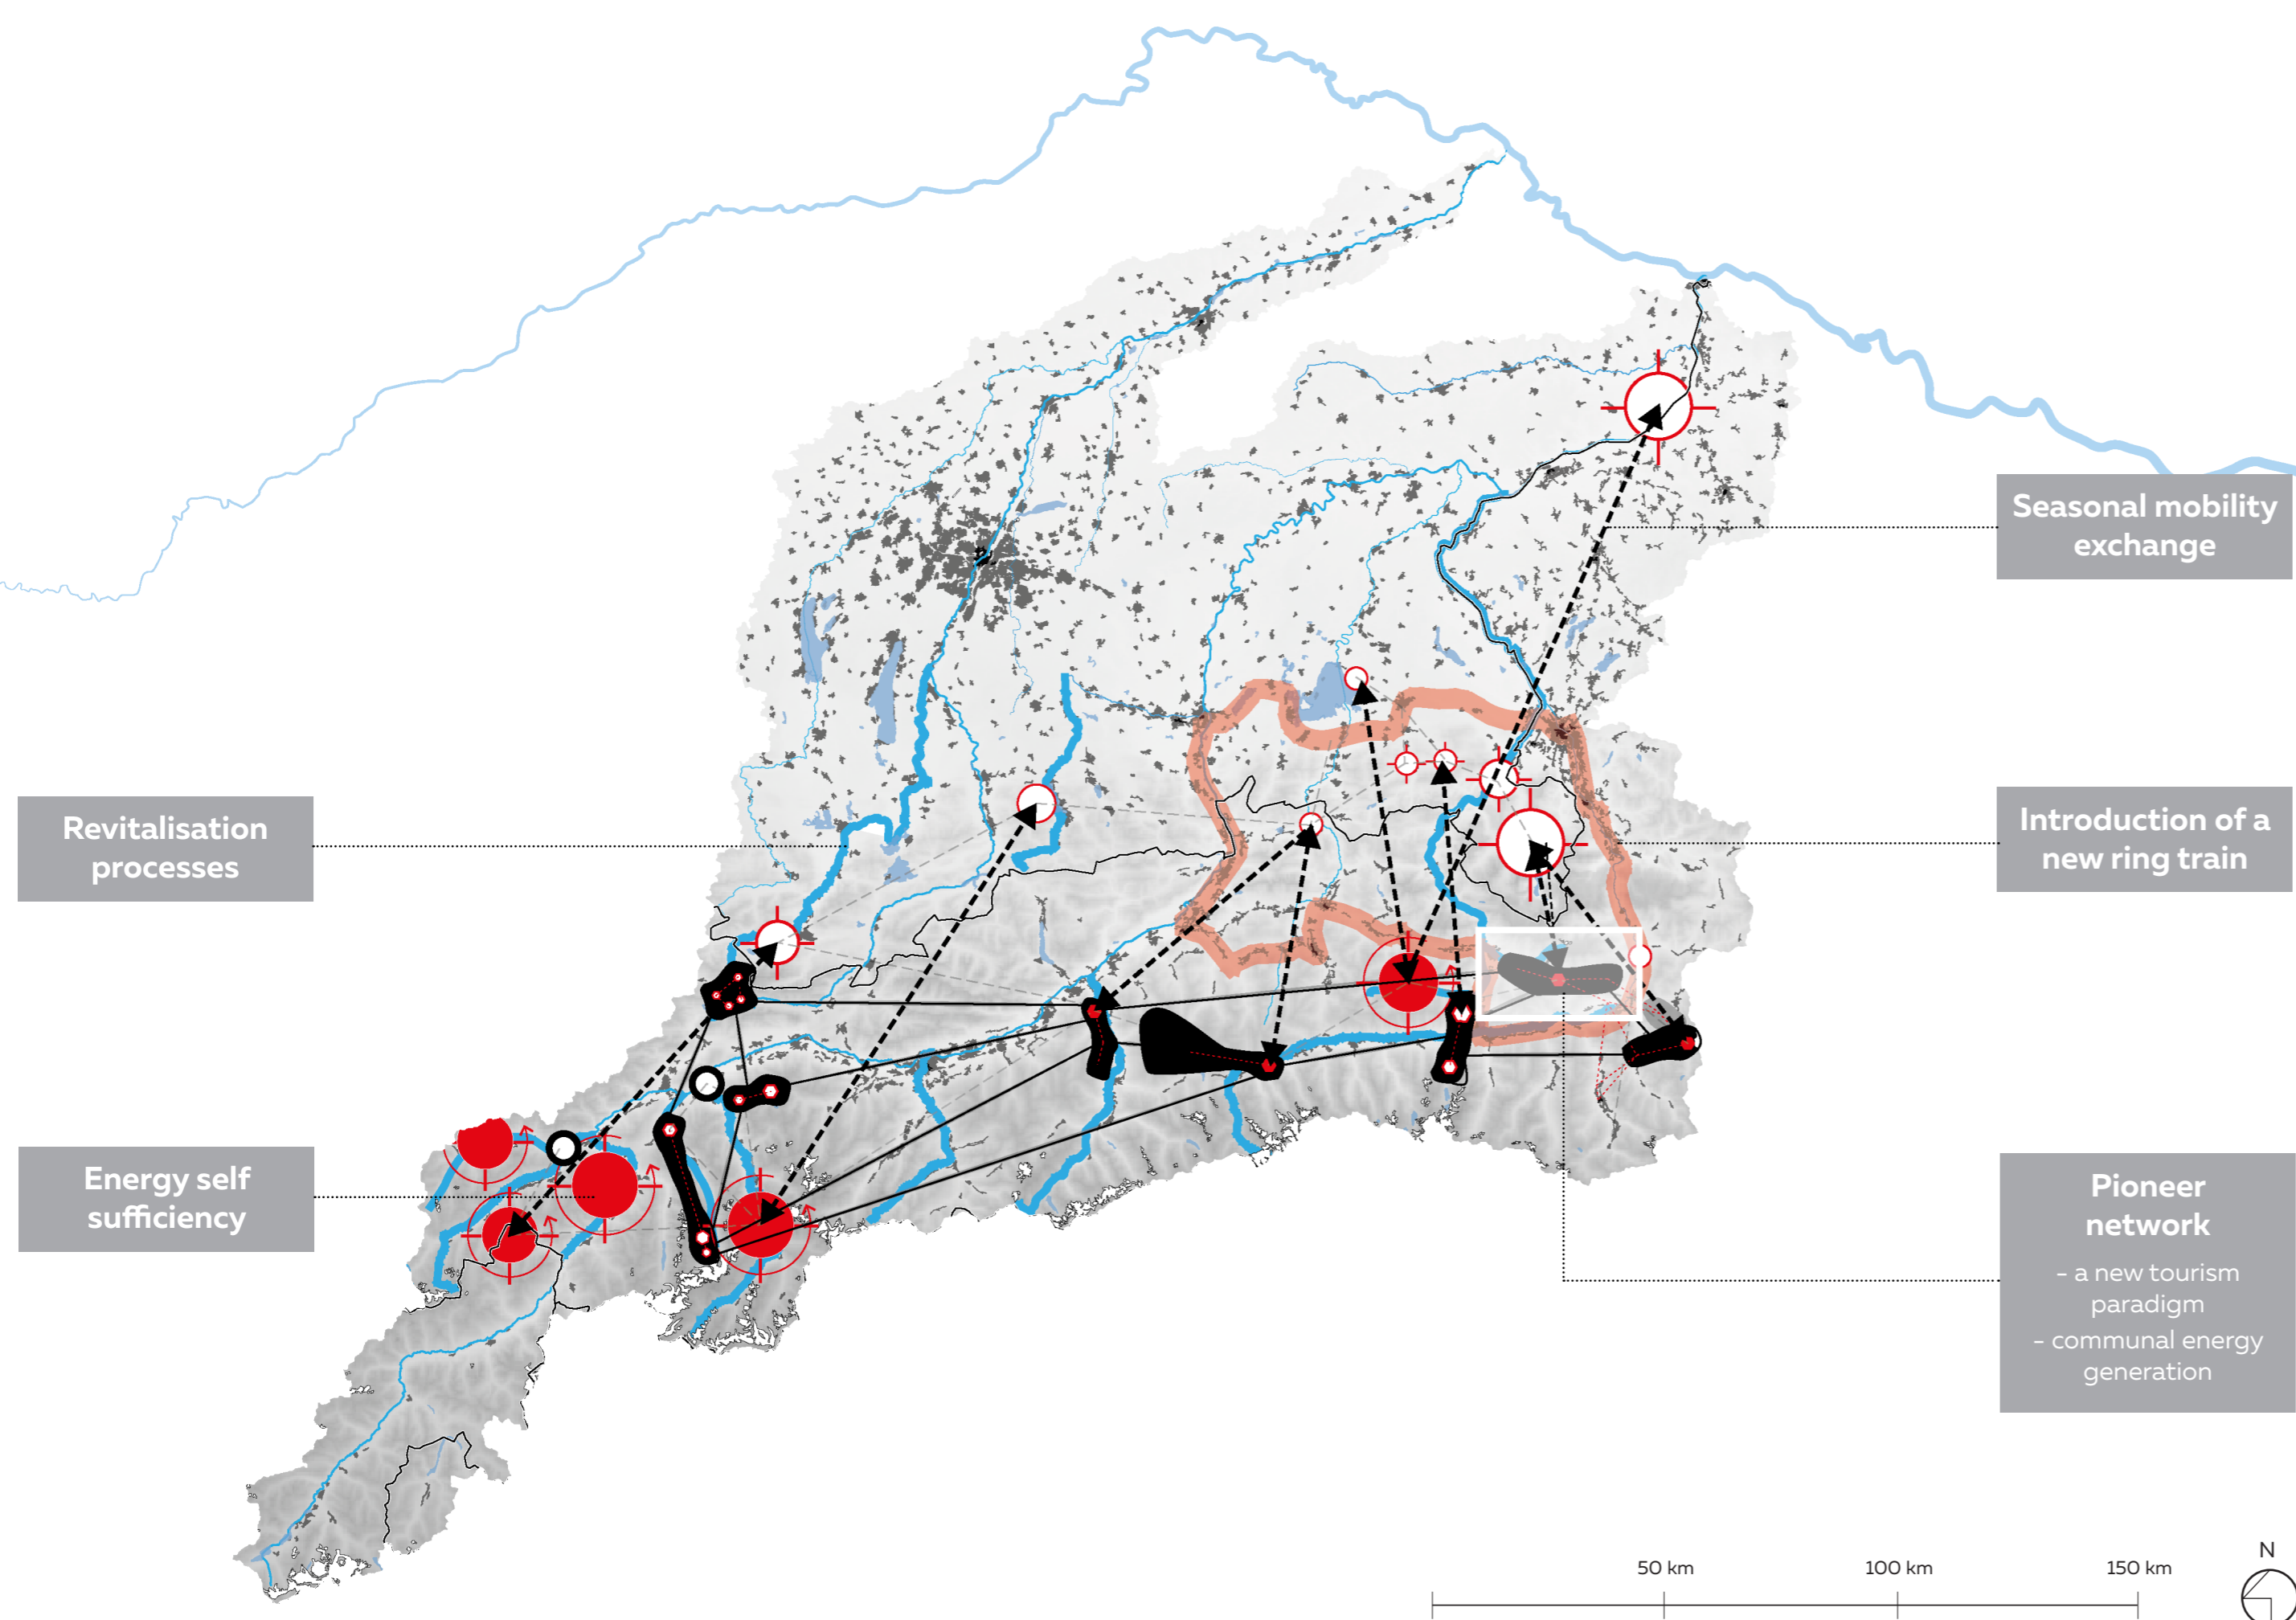 Seasonal mobility
exchange
Revitalisation
processes
Introduction of a
new ring train
Energy self
sufficiency
Pioneer
network
- a new tourism
paradigm
- communal energy
generation
50 km
100 km
150 km
N